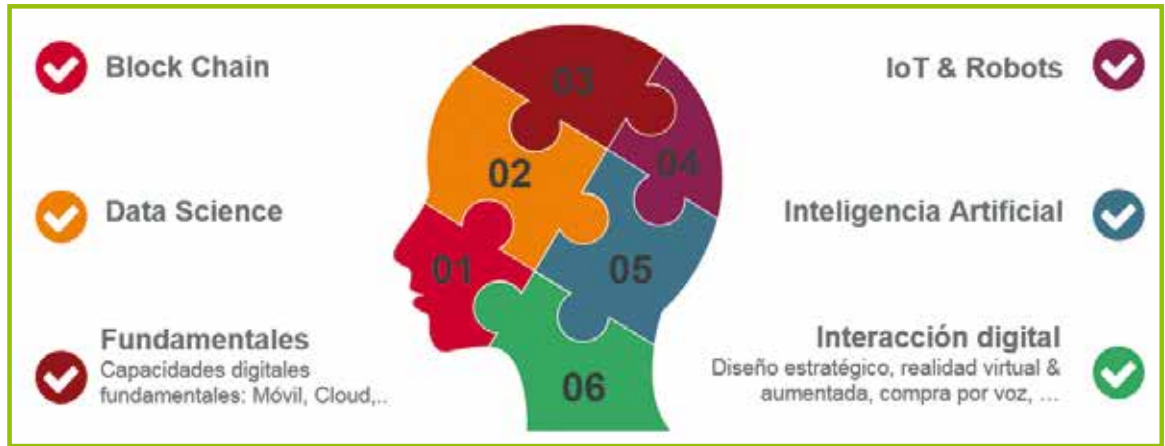 Block Chain
Data Science
Fundamentales
Capacidades digitales
fundamentales: Móvil, Cloud,..
03
02
04
01
05
06
IoT & Robots
Inteligencia Artificial
Interacción digital
Diseño estratégico, realidad virtual &
aumentada, compra por voz, ...